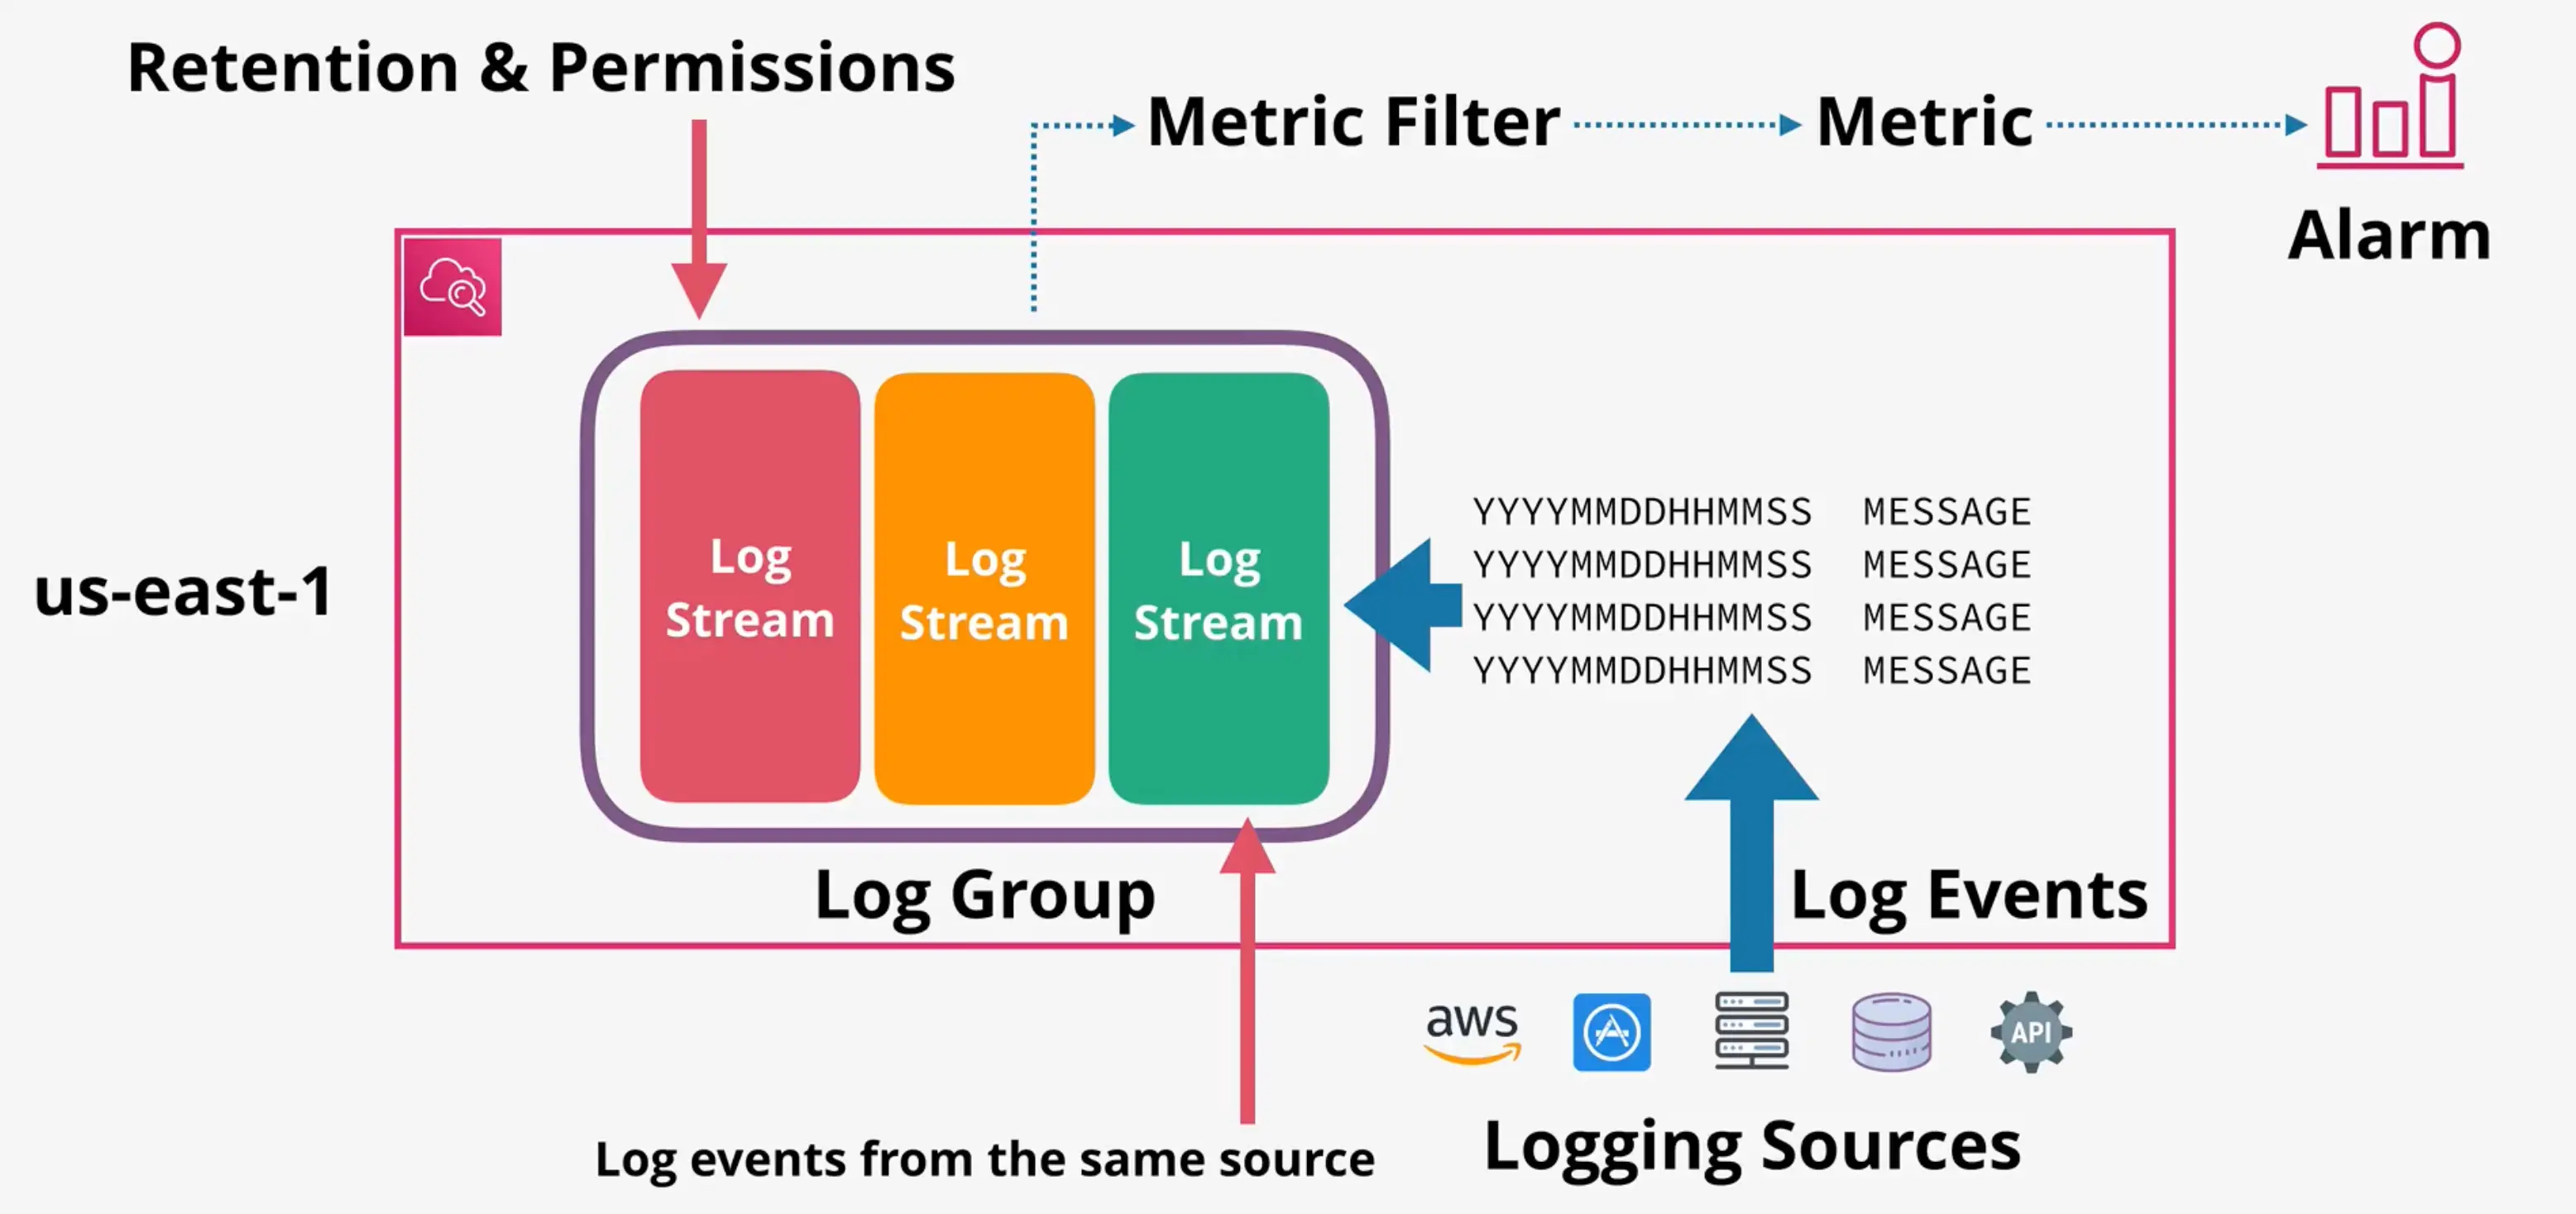 Retention & Permissions
Metric Filter
Metric
Alarm
us-east-1
Log
Stream
Log
Stream
Log
Stream
YYYYMMDDHHMMSS MESSAGE
YYYYMMDDHHMMSS MESSAGE
YYYYMMDDHHMMSS MESSAGE
YYYYMMDDHHMMSS MESSAGE
Log Group
Log Events
aws
API
Log events from the same source
Logging Sources